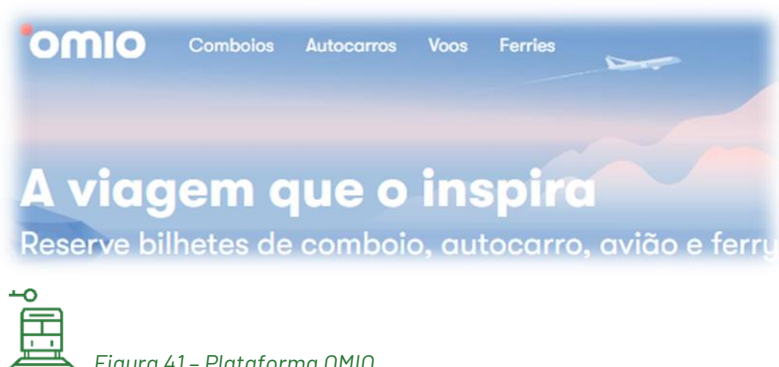 omio Comboios Autocarros Voos Ferries
A viagem que o inspira
Reserve bilhetes de comboio, autocarro, avião e ferry
Figura 41 – Plataforma OMIO